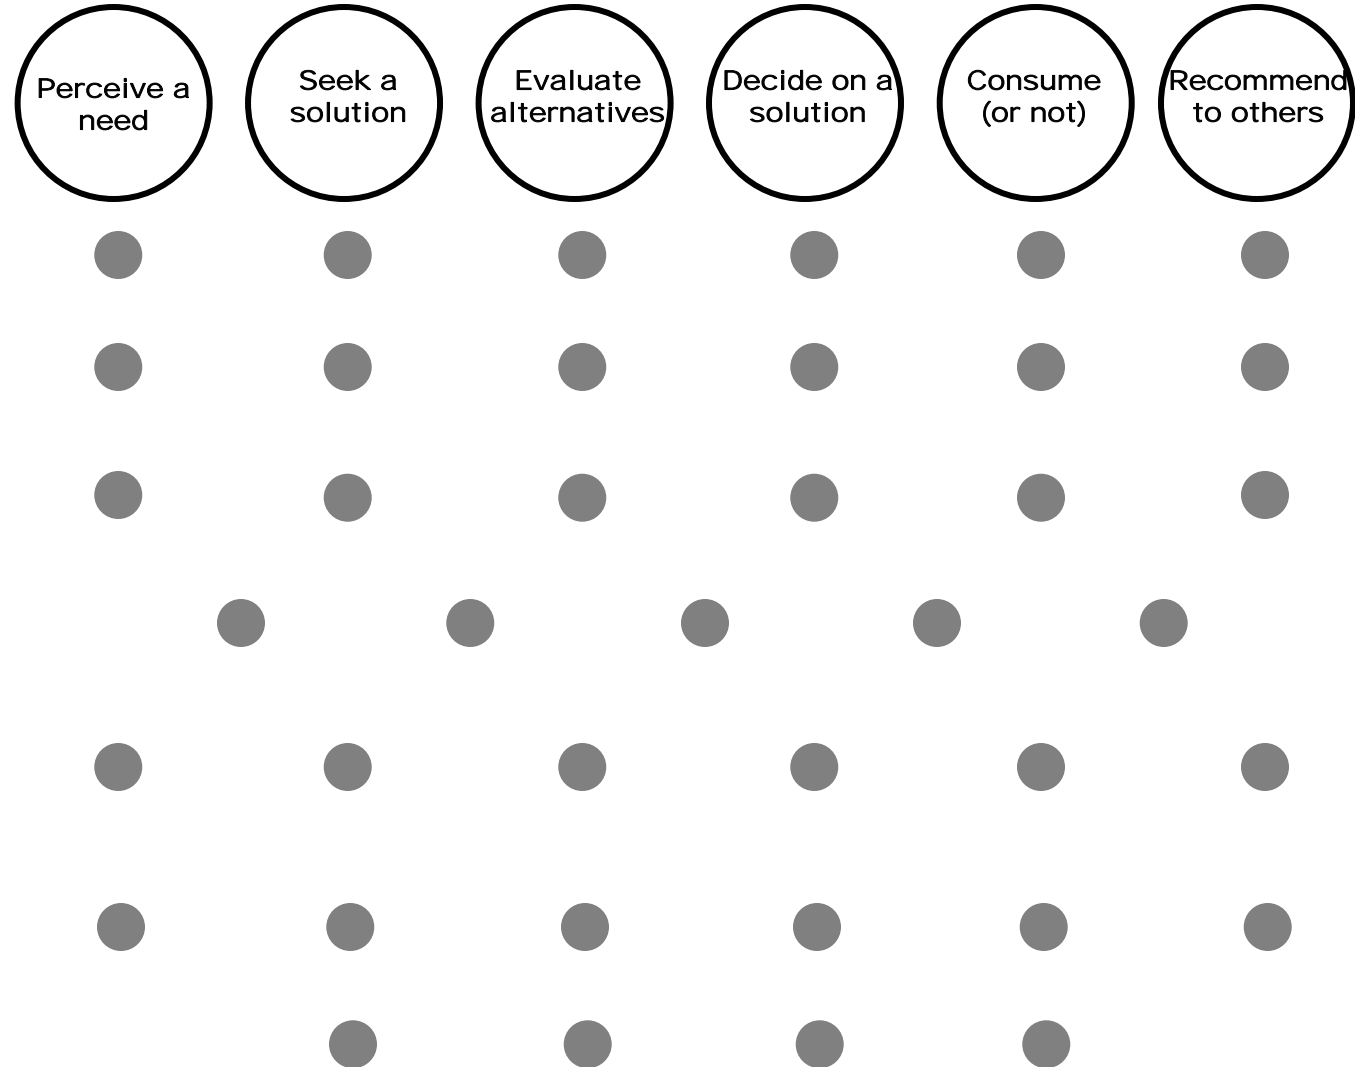 Perceive a
need
Seek a
solution
Evaluate
alternatives
Decide on a
solution
Consume
(or not)
Recommend
to others